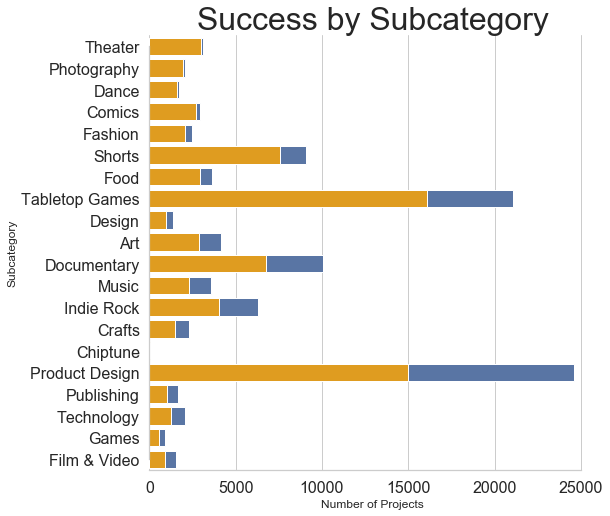 Success by Subcategory
Theater
Photography
Dance
Comics
Fashion
Shorts
Food
Tabletop Games
Design
Art
Documentary
Music
Indie Rock
Crafts
Chiptune
Product Design
Publishing
Technology
Games
Film & Video
Subcategory
0 5000 10000 15000 20000 25000
Number of Projects